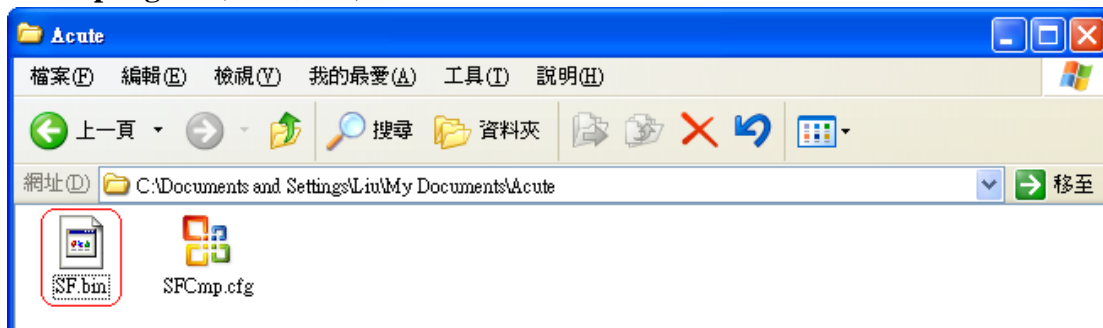 Acute
檔案(F) 編輯(E) 檢視(V) 我的最愛(A) 工具(T) 說明(H)
上一頁 搜尋 資料夾
網址(D) C:\Documents and Settings\Liu\My Documents\Acute 移至
SF.bin SFCmp.cfg